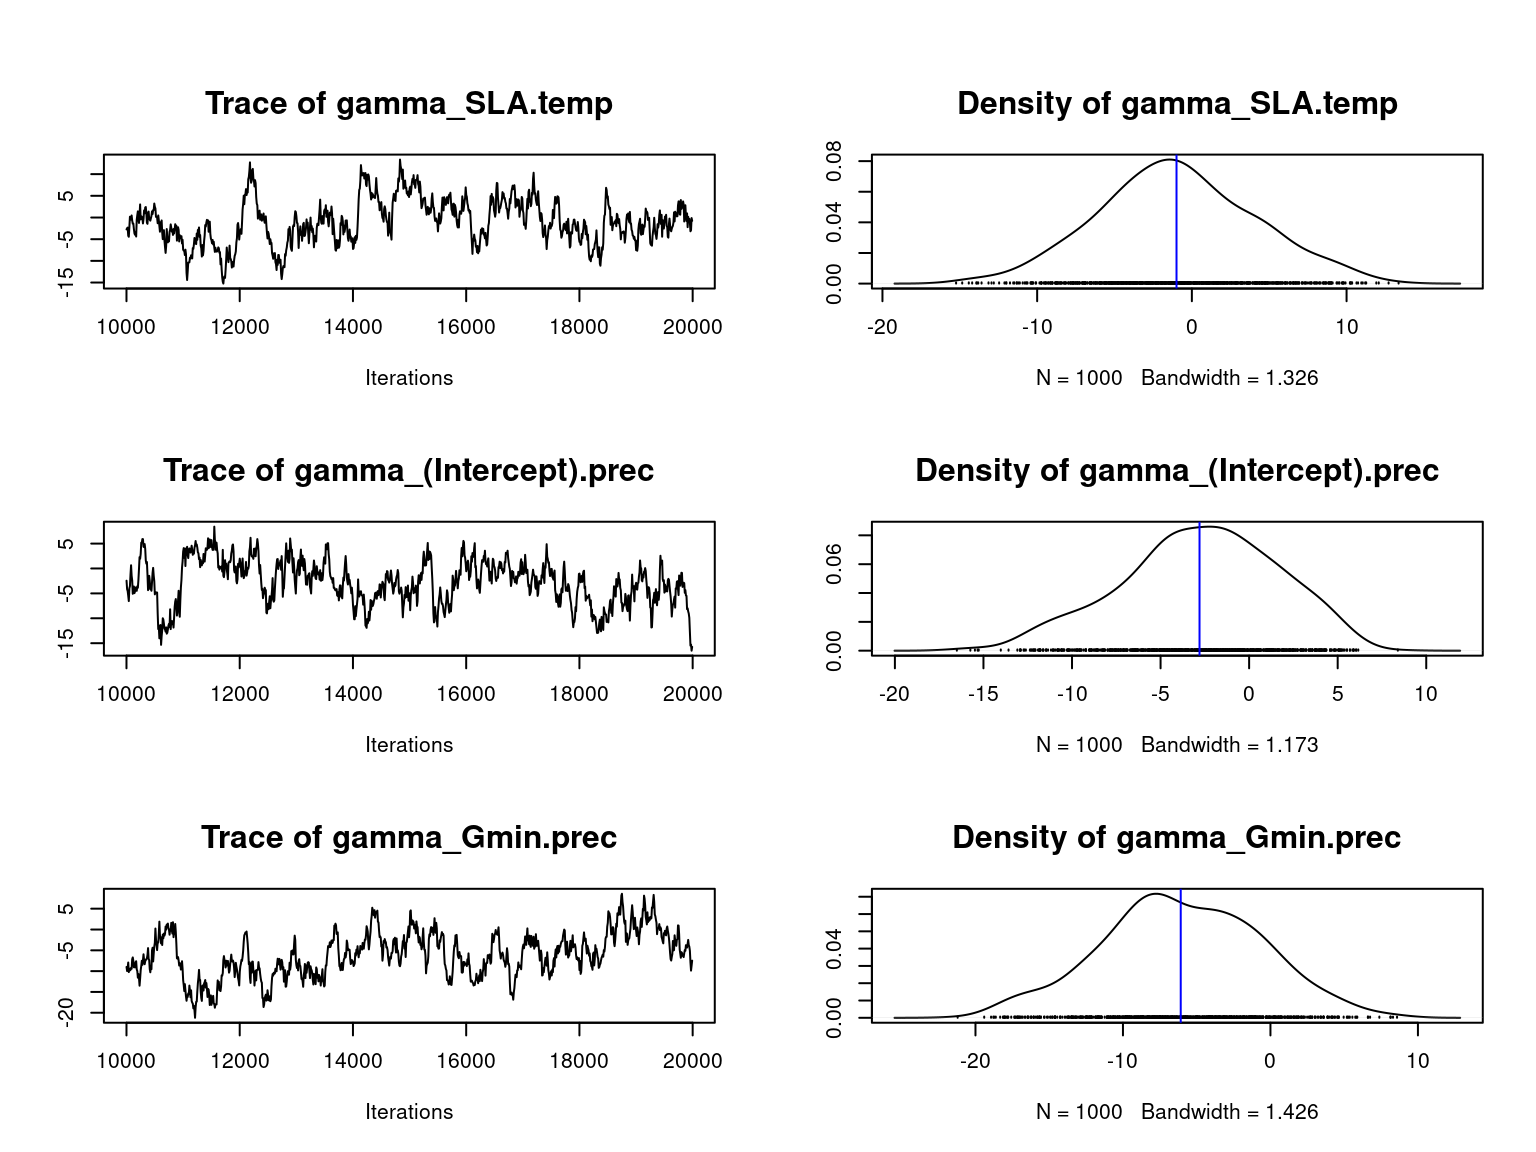 Trace of gamma_SLA.temp
5
-5
-15
10000 12000 14000 16000 18000 20000
Iterations
Density of gamma_SLA.temp
0.08
0.04
0.00
-20 -10 0 10
N = 1000 Bandwidth = 1.326
Trace of gamma_(Intercept).prec
5
-5
-15
10000 12000 14000 16000 18000 20000
Iterations
Density of gamma_(Intercept).prec
0.06
0.00
-20 -15 -10 -5 0 5 10
N = 1000 Bandwidth = 1.173
Trace of gamma_Gmin.prec
5
-5
-20
10000 12000 14000 16000 18000 20000
Iterations
Density of gamma_Gmin.prec
0.04
0.00
-20 -10 0 10
N = 1000 Bandwidth = 1.426